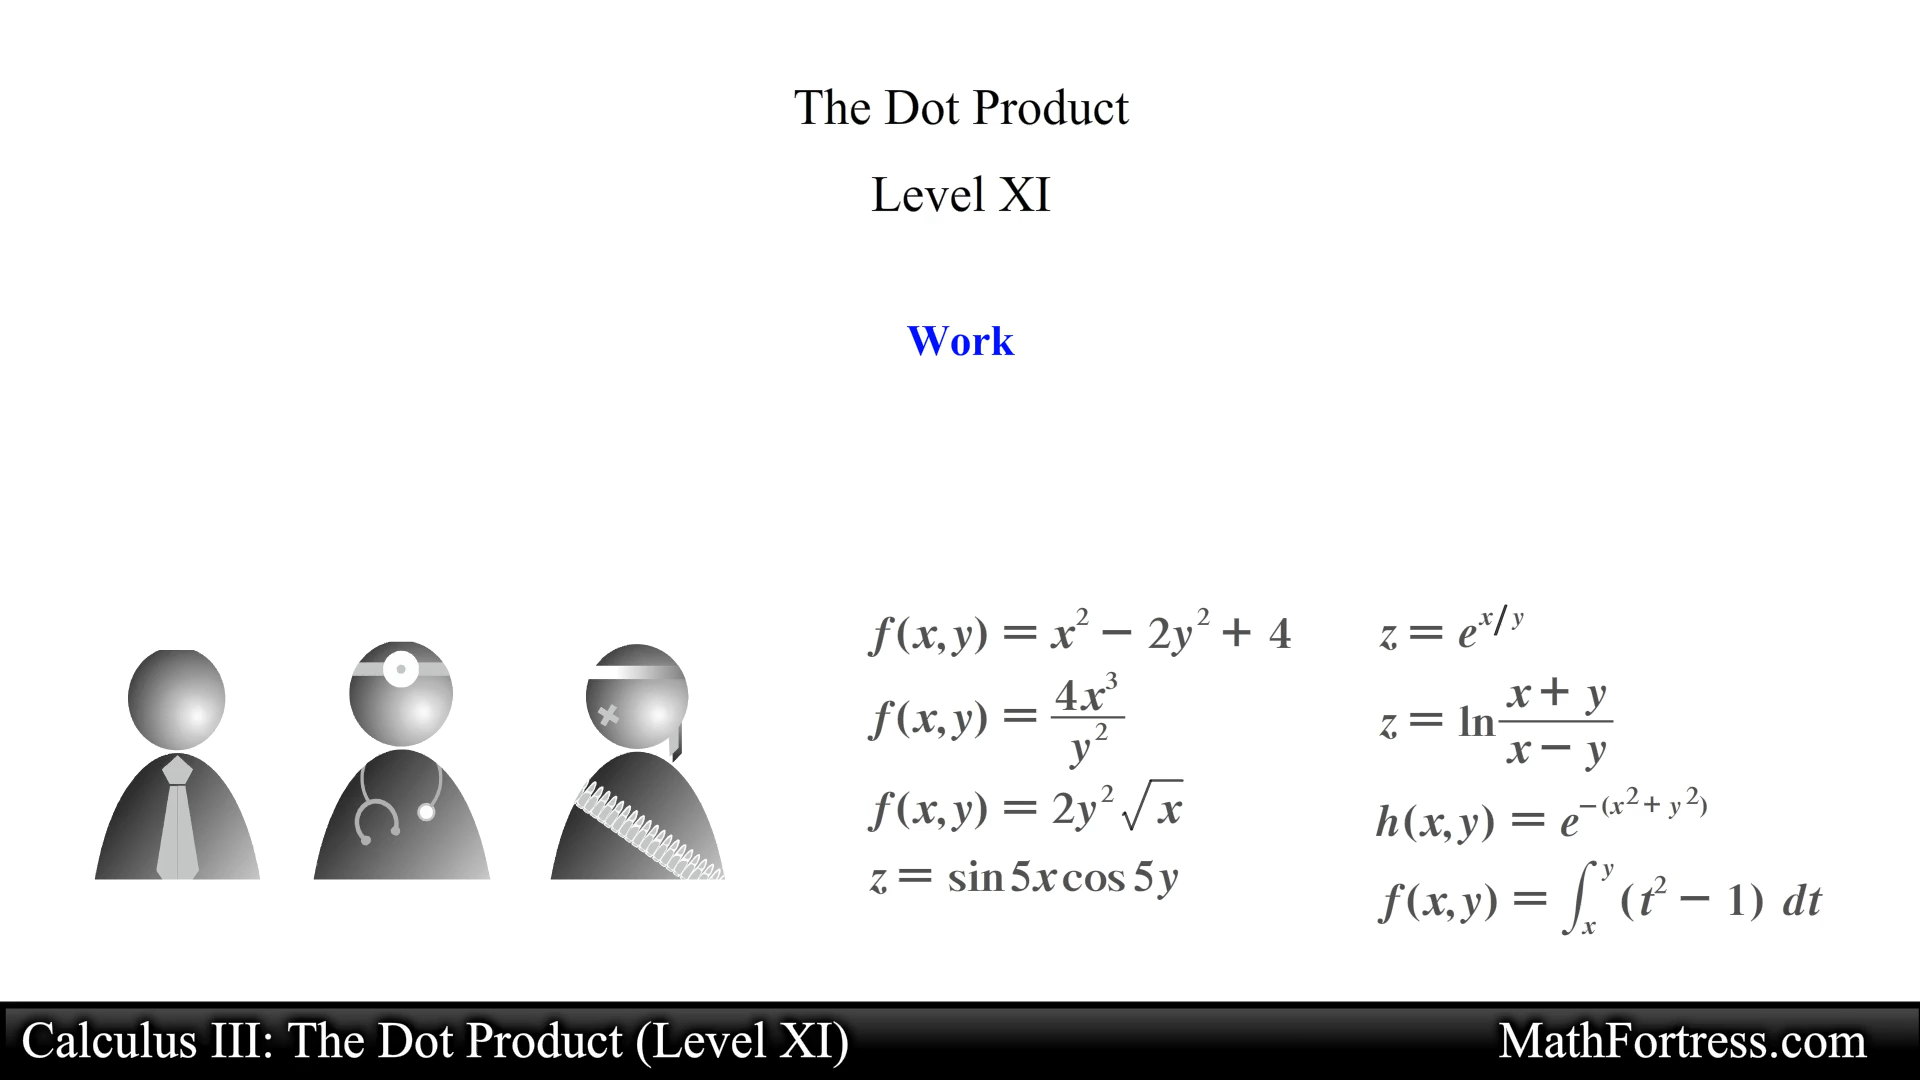 The Dot Product
Level XI
Work
f(x,y) = x² − 2y² + 4
f(x,y) = 4x³/y²
f(x,y) = 2y²√x
z = sin 5x cos 5y
z = e^{x/y}
z = ln (x + y)/(x − y)
h(x,y) = e^{−(x² + y²)}
f(x,y) = ∫_x^y (t² − 1) dt
Calculus III: The Dot Product (Level XI)
MathFortress.com